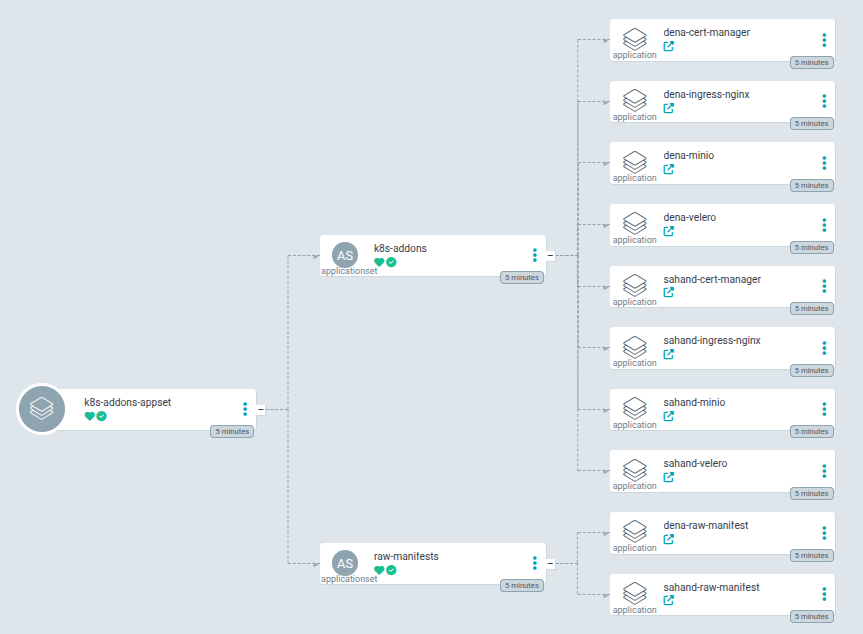 k8s-addons-appset
5 minutes
AS
applicationset
k8s-addons
5 minutes
AS
applicationset
raw-manifests
5 minutes
dena-cert-manager
application
5 minutes
dena-ingress-nginx
application
5 minutes
dena-minio
application
5 minutes
dena-velero
application
5 minutes
sahand-cert-manager
application
5 minutes
sahand-ingress-nginx
application
5 minutes
sahand-minio
application
5 minutes
sahand-velero
application
5 minutes
dena-raw-manifest
application
5 minutes
sahand-raw-manifest
application
5 minutes